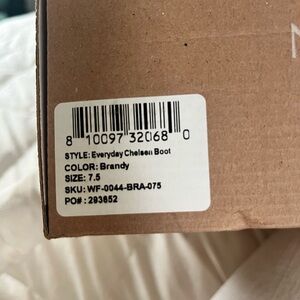 8 10097 32068 0
STYLE: Everyday Chelsea Boot
COLOR: Brandy
SIZE: 7.5
SKU: WF-0044-BRA-075
PO#: 293652